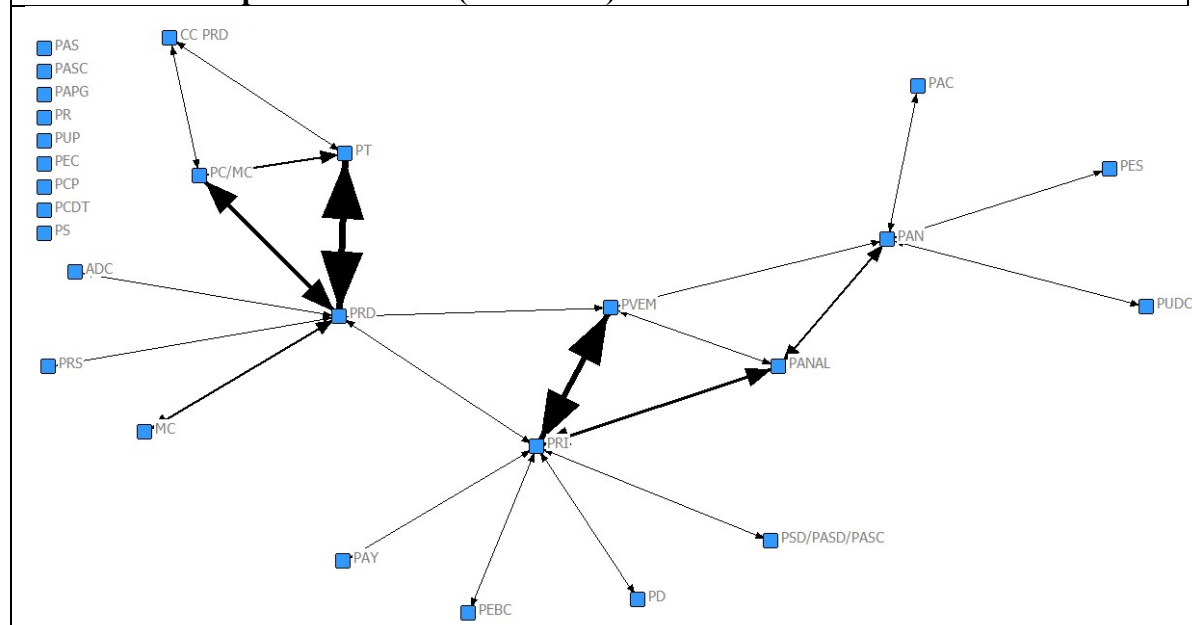 PAS
PASC
PAPG
PR
PUP
PEC
PCP
PCDT
PS
CC PRD
PT
PC/MC
ADC
PRD
PRS
MC
PVEM
PANAL
PRI
PAN
PAC
PES
PUDC
PAY
PEBC
PD
PSD/PASD/PASC